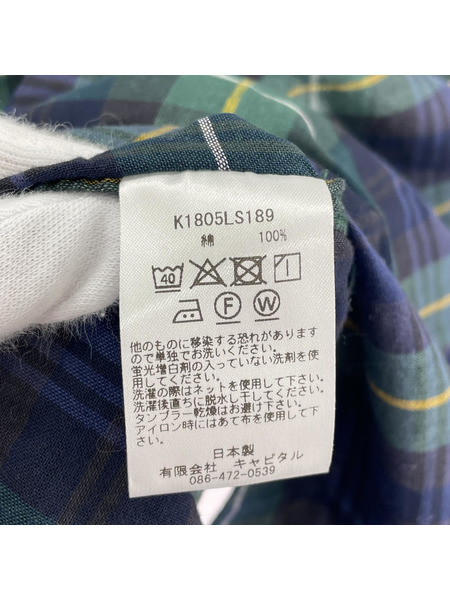 K1805LS189
綿 100%
40
F W
他のものに移染する恐れがあります
ので単独でお洗いください。
蛍光増白剤の入っていない洗剤を使
用してください。
洗濯の際はネットを使用して下さい。
洗濯後直ちに脱水し干してください。
タンブラー乾燥はお避け下さい。
アイロン時にはあて布を使用して下
さい。
日本製
有限会社 キャピタル
086-472-0539